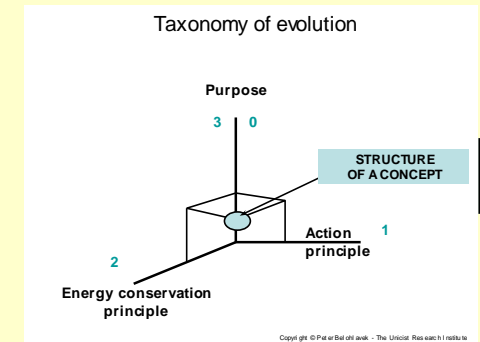 Taxonomy of evolution
Purpose
3 0
STRUCTURE
OF A CONCEPT
Action
principle
1
2
Energy conservation
principle
Copyright © Peter Belohlavek - The Unicist Research Institute